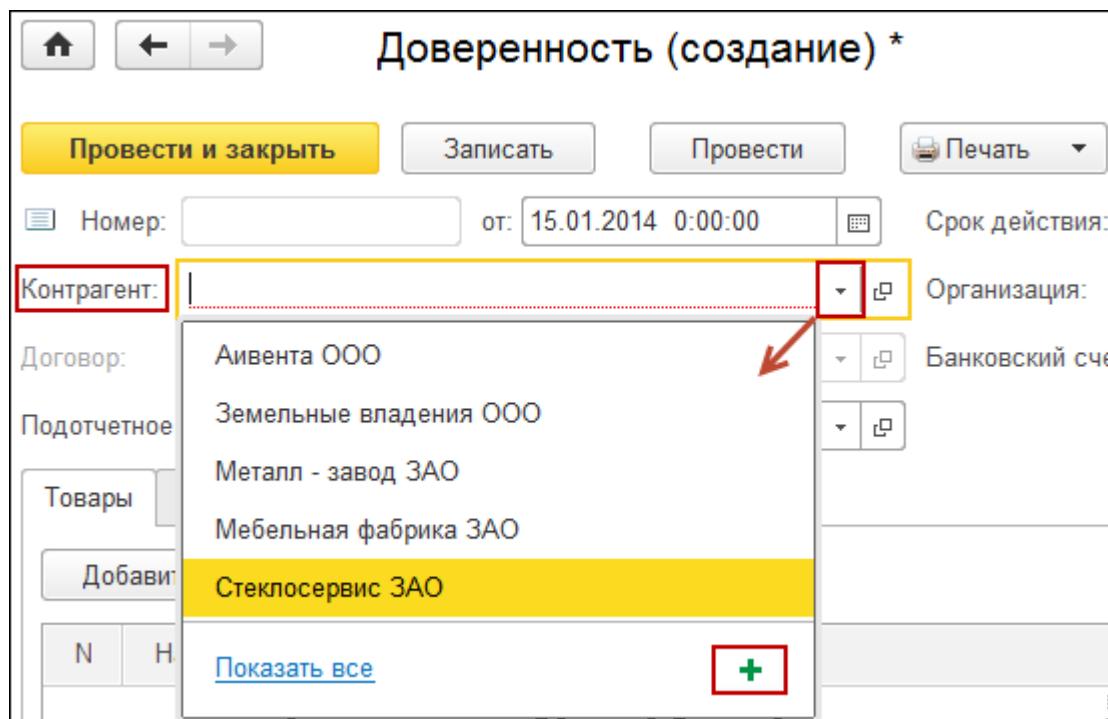 Доверенность (создание) *
Провести и закрыть Записать Провести Печать
Номер: от: 15.01.2014 0:00:00 Срок действия:
Контрагент: Организация:
Аивента ООО
Договор: Банковский сче
Земельные владения ООО
Подотчетное
Металл - завод ЗАО
Товары
Мебельная фабрика ЗАО
Добавит
Стеклосервис ЗАО
N Н
Показать все